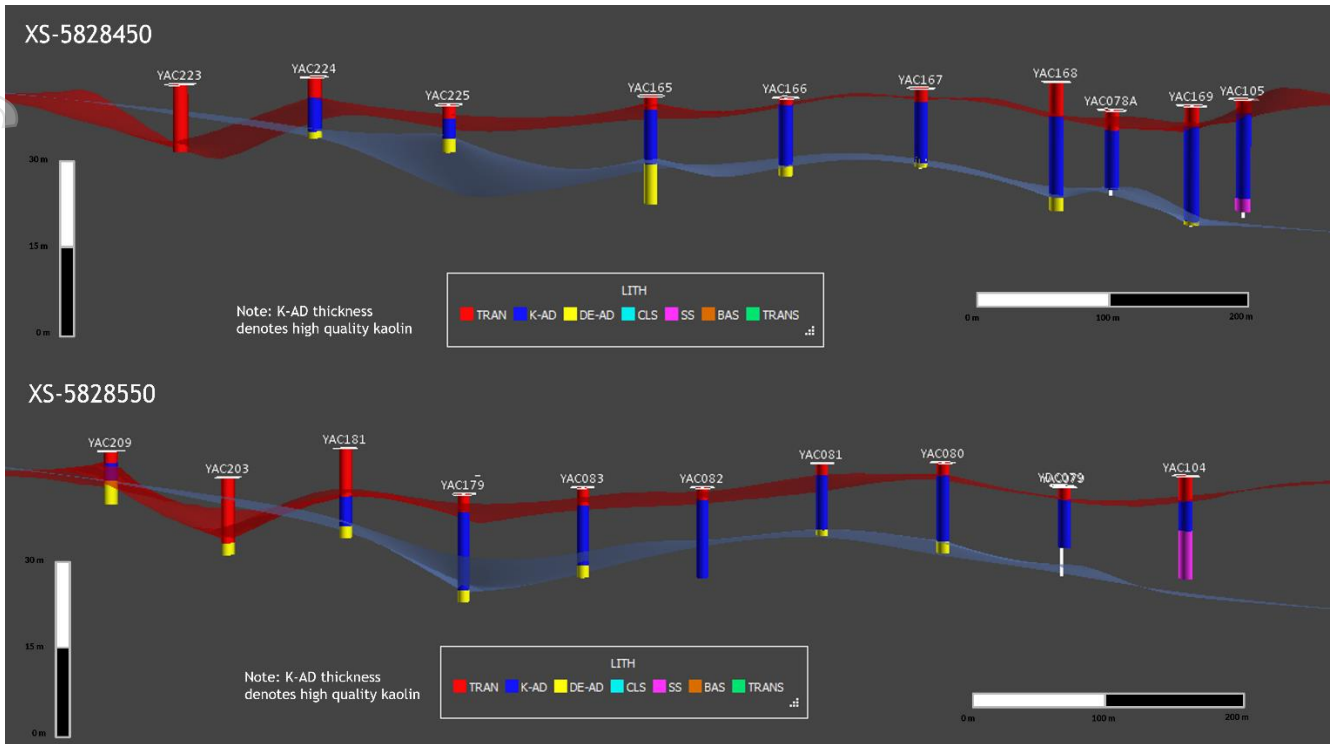 XS-5828450
YAC223
YAC224
YAC225
YAC165
YAC166
YAC167
YAC168
YAC078A
YAC169
YAC105
30 m
15 m
0 m
Note: K-AD thickness
denotes high quality kaolin
LITH
TRAN K-AD DE-AD CLS SS BAS TRANS
0 m 100 m 200 m
XS-5828550
YAC209
YAC203
YAC181
YAC179
YAC083
YAC082
YAC081
YAC080
YAC104
30 m
15 m
0 m
Note: K-AD thickness
denotes high quality kaolin
LITH
TRAN K-AD DE-AD CLS SS BAS TRANS
0 m 100 m 200 m